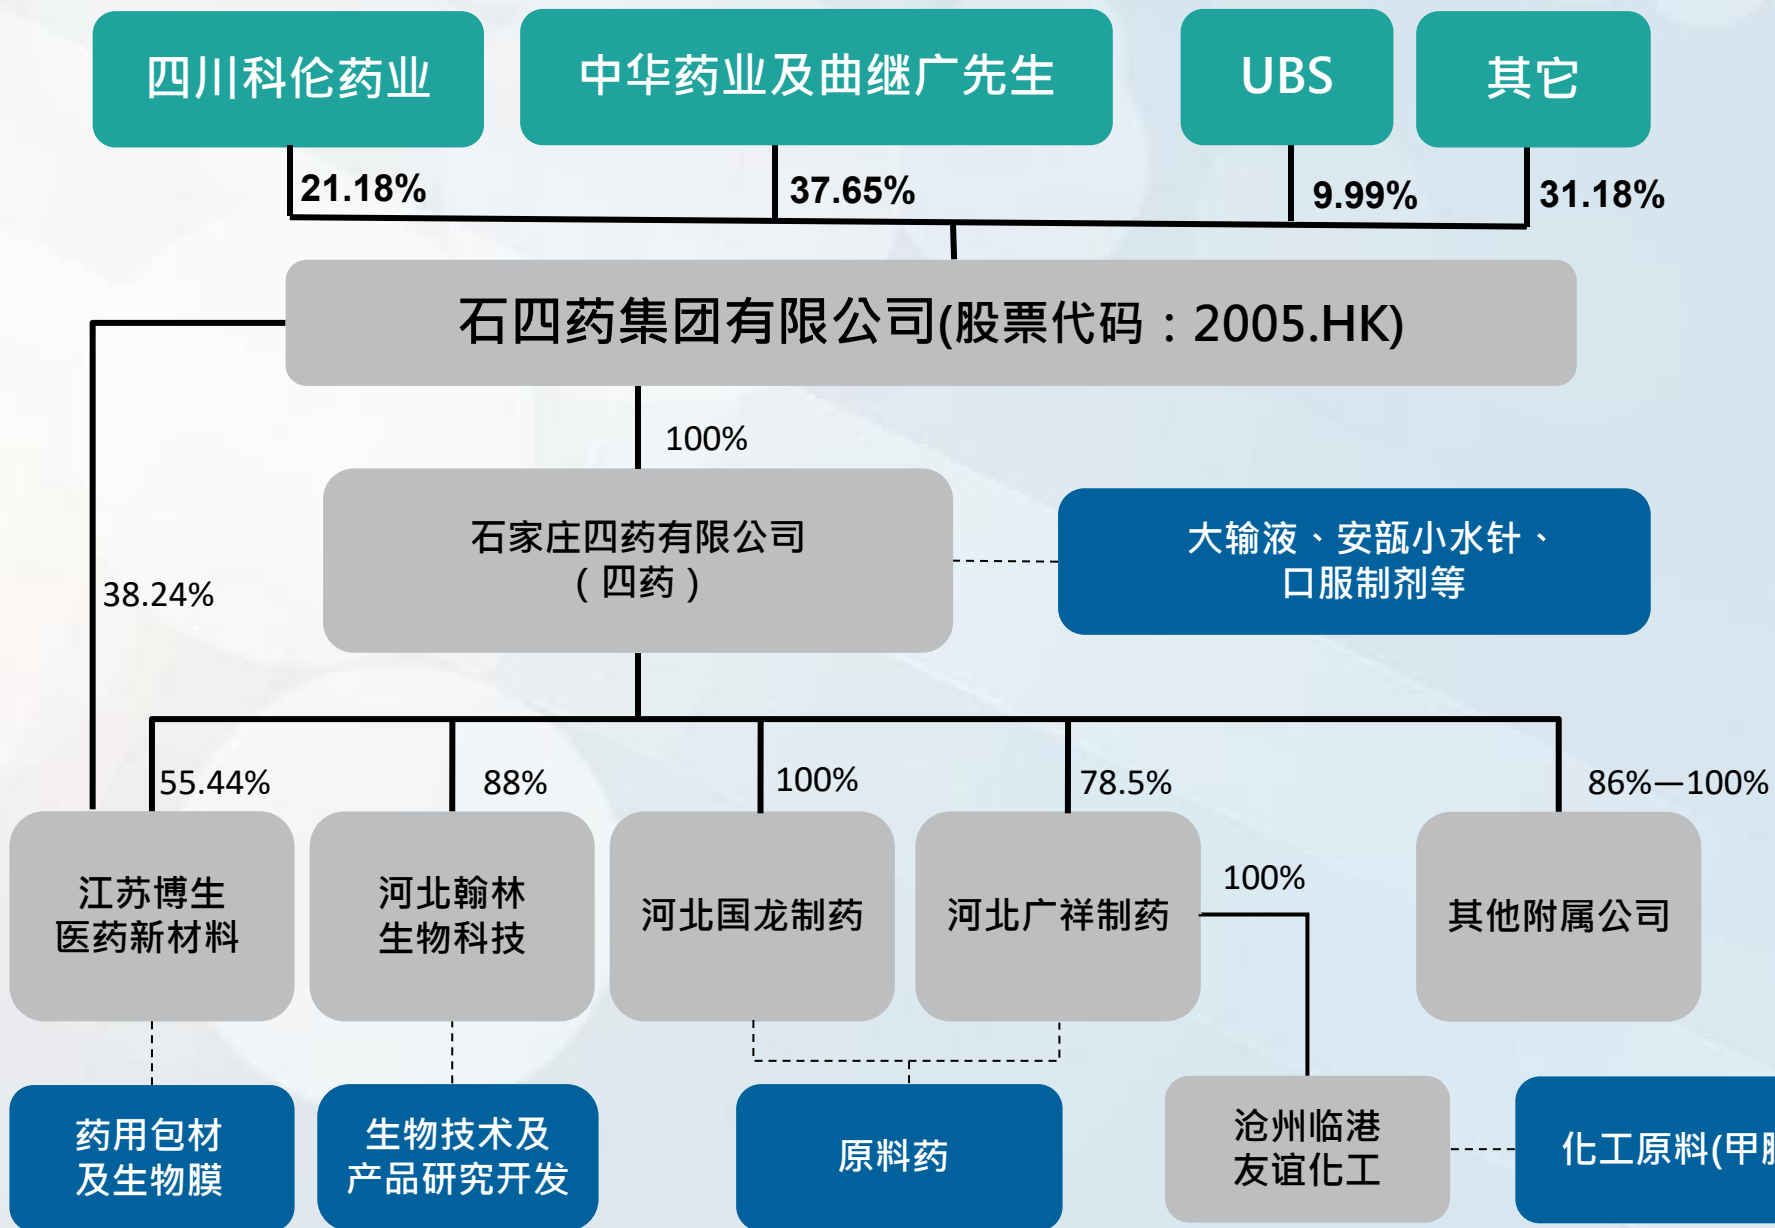 四川科伦药业
中华药业及曲继广先生
UBS
其它
21.18%
37.65%
9.99%
31.18%
石四药集团有限公司(股票代码：2005.HK)
100%
石家庄四药有限公司
（四药）
大输液、安瓿小水针、
口服制剂等
38.24%
55.44%
88%
100%
78.5%
86%—100%
江苏博生
医药新材料
河北翰林
生物科技
河北国龙制药
河北广祥制药
100%
其他附属公司
药用包材
及生物膜
生物技术及
产品研究开发
原料药
沧州临港
友谊化工
化工原料(甲